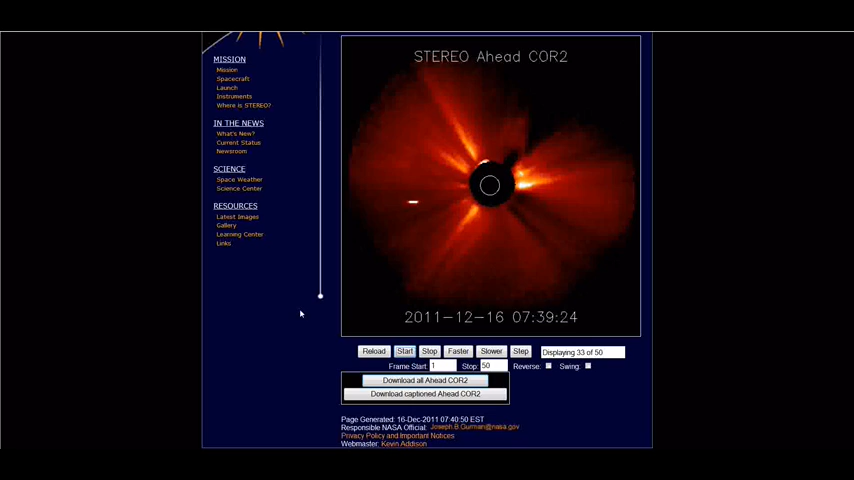 MISSION
Mission
Spacecraft
Launch
Instruments
Where is STEREO?
IN THE NEWS
What's New?
Current Status
Newsroom
SCIENCE
Space Weather
Science Center
RESOURCES
Latest Images
Gallery
Learning Center
Links
STEREO Ahead COR2
2011-12-16 07:39:24
Reload Start Stop Faster Slower Step Displaying 33 of 50
Frame Start: 1 Stop: 50 Reverse: Swing:
Download all Ahead COR2
Download captioned Ahead COR2
Page Generated: 16-Dec-2011 07:40:50 EST
Responsible NASA Official: Joseph.B.Gurman@nasa.gov
Privacy Policy and Important Notices
Webmaster: Kevin Addison